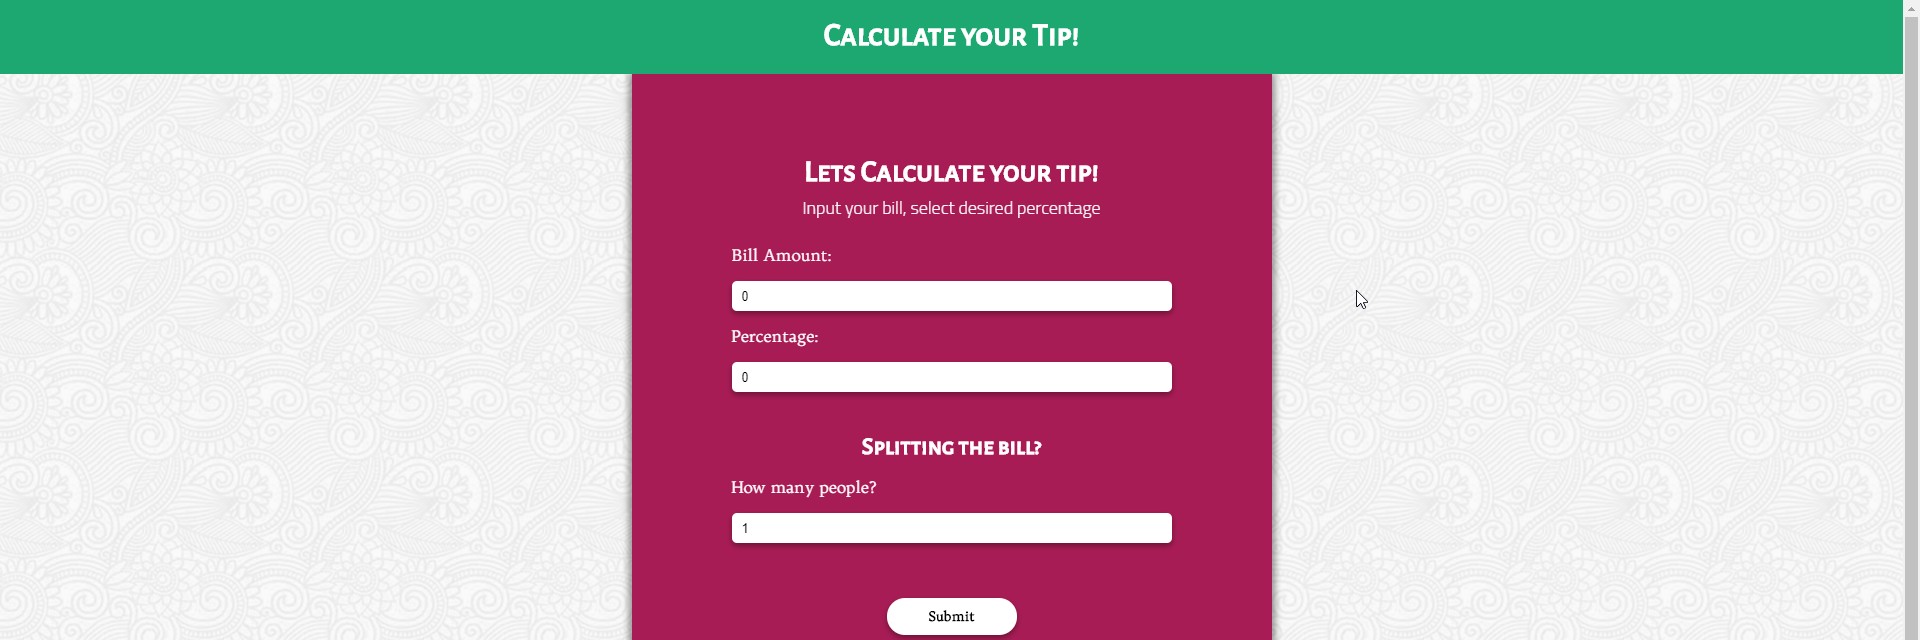 Calculate your Tip!
Lets Calculate your tip!
Input your bill, select desired percentage
Bill Amount:
0
Percentage:
0
Splitting the bill?
How many people?
1
Submit